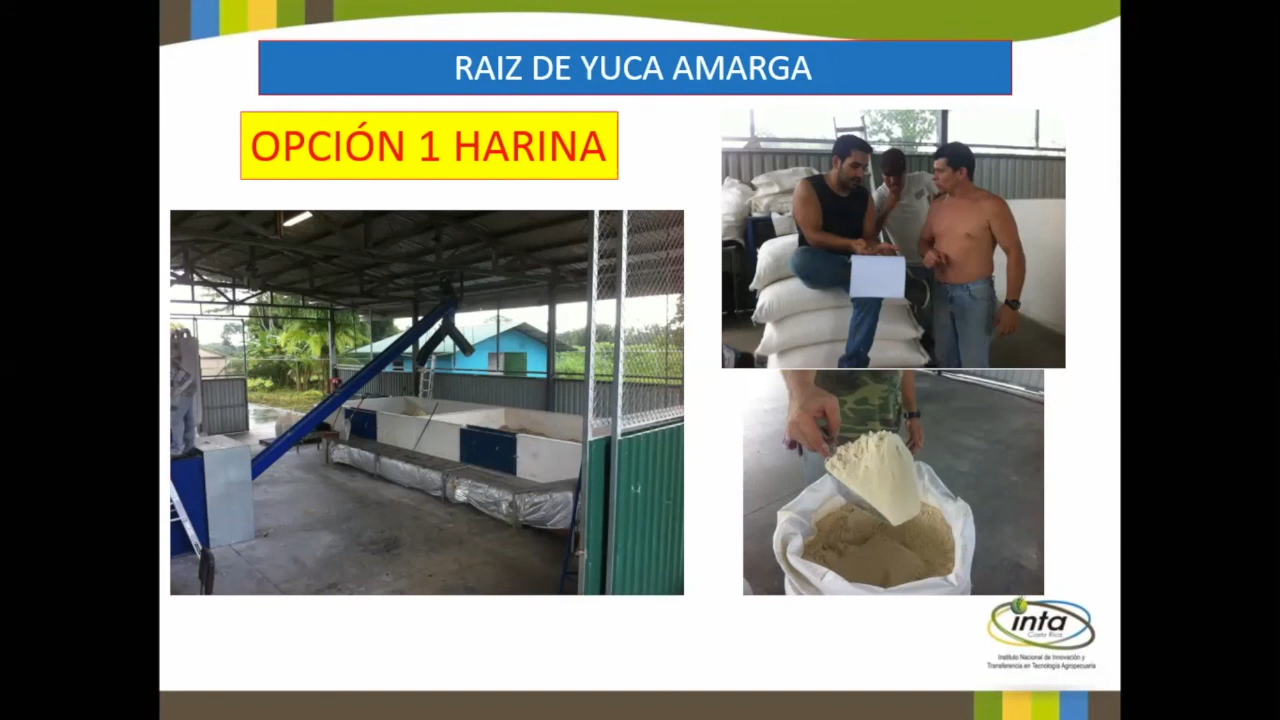 RAIZ DE YUCA AMARGA
OPCIÓN 1 HARINA
inta
Costa Rica
Instituto Nacional de Innovación y
Transferencia en Tecnología Agropecuaria